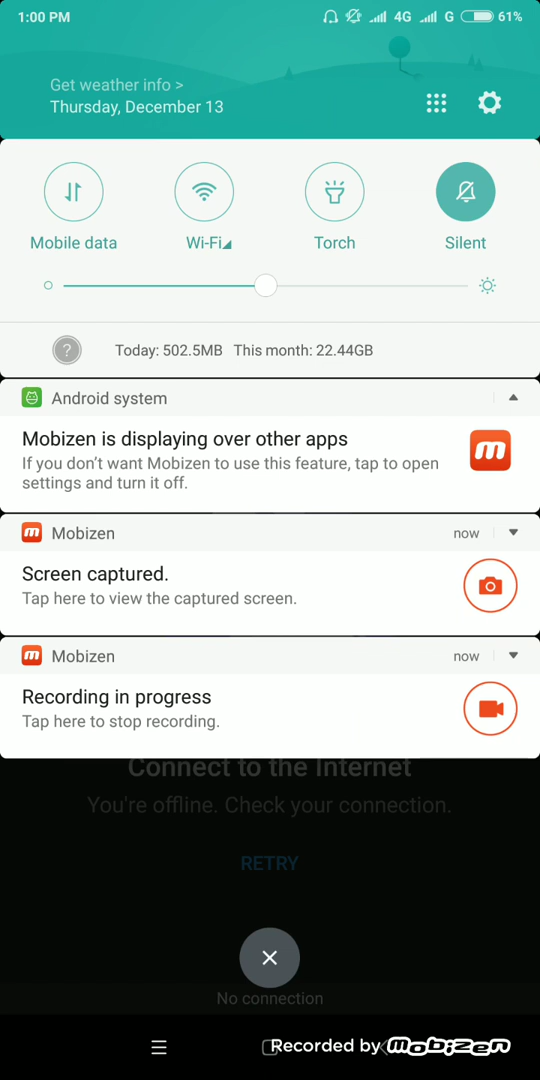 1:00 PM 4G G 61%
Get weather info >
Thursday, December 13
Mobile data Wi-Fi Torch Silent
? Today: 502.5MB This month: 22.44GB
Android system
Mobizen is displaying over other apps
If you don’t want Mobizen to use this feature, tap to open
settings and turn it off.
m
m Mobizen now
Screen captured.
Tap here to view the captured screen.
m Mobizen now
Recording in progress
Tap here to stop recording.
Connect to the Internet
You're offline. Check your connection.
RETRY
No connection
Recorded by mobizen